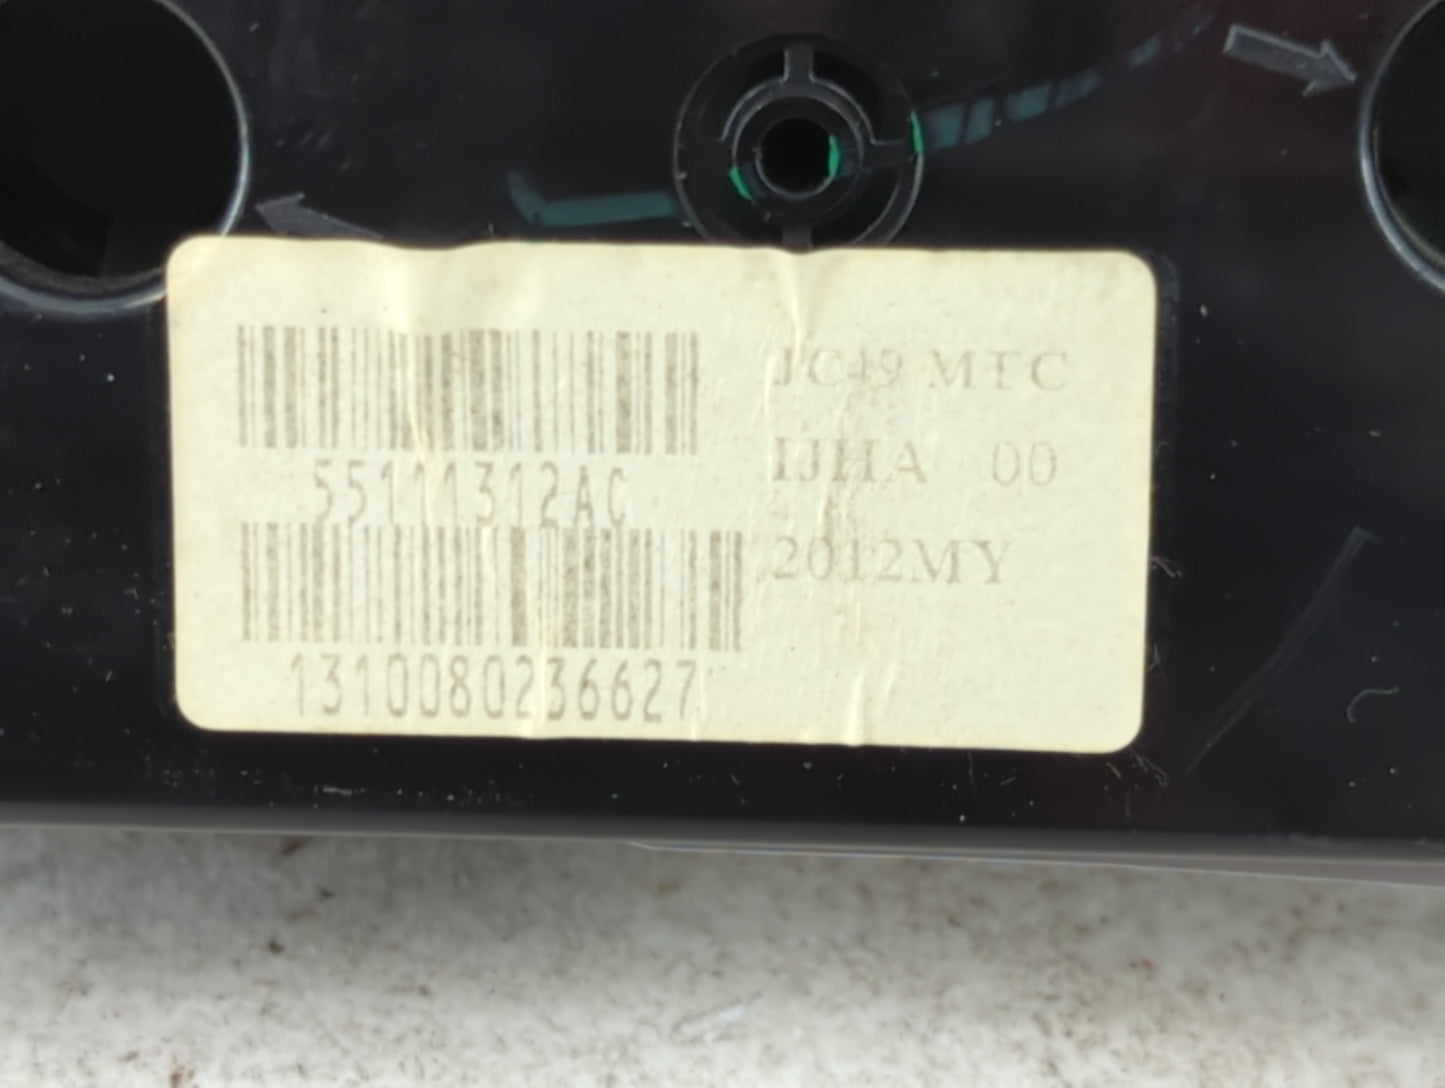 55111312AC
1310080236627
JC49 MTC
IJHA 00
2012MY